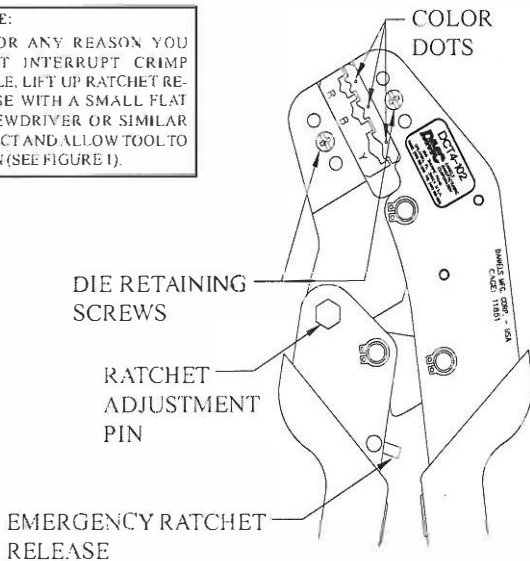 E:
OR ANY REASON YOU
T INTERRUPT CRIMP
LE, LIFT UP RATCHET RE-
SE WITH A SMALL FLAT
EWDRIVER OR SIMILAR
CT AND ALLOW TOOL TO
N (SEE FIGURE 1).
COLOR
DOTS
R
B
Y
DCT4-102
DMC
DANIELS MFG. CORP. - USA
CAGE: 11851
DIE RETAINING
SCREWS
RATCHET
ADJUSTMENT
PIN
EMERGENCY RATCHET
RELEASE